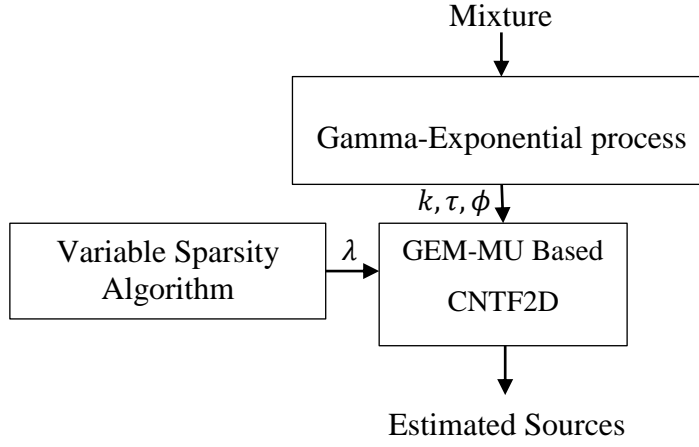 Mixture
Gamma-Exponential process
𝑘, 𝜏, 𝜙
Variable Sparsity
Algorithm
𝜆
GEM-MU Based
CNTF2D
Estimated Sources